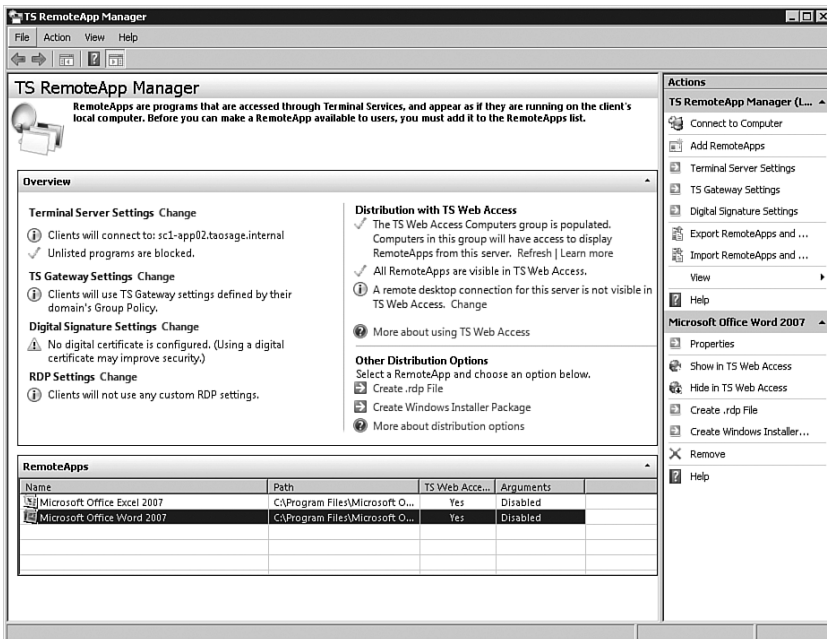 TS RemoteApp Manager
File Action View Help
TS RemoteApp Manager
RemoteApps are programs that are accessed through Terminal Services, and appear as if they are running on the client's
local computer. Before you can make a RemoteApp available to users, you must add it to the RemoteApps list.
Overview
Terminal Server Settings Change
Clients will connect to: sc1-app02.taosage.internal
Unlisted programs are blocked.
TS Gateway Settings Change
Clients will use TS Gateway settings defined by their
domain's Group Policy.
Digital Signature Settings Change
No digital certificate is configured. (Using a digital
certificate may improve security.)
RDP Settings Change
Clients will not use any custom RDP settings.
Distribution with TS Web Access
The TS Web Access Computers group is populated.
Computers in this group will have access to display
RemoteApps from this server. Refresh | Learn more
All RemoteApps are visible in TS Web Access.
A remote desktop connection for this server is not visible in
TS Web Access. Change
More about using TS Web Access
Other Distribution Options
Select a RemoteApp and choose an option below.
Create .rdp File
Create Windows Installer Package
More about distribution options
RemoteApps
Name Path TS Web Acce... Arguments
Microsoft Office Excel 2007 C:\Program Files\Microsoft O... Yes Disabled
Microsoft Office Word 2007 C:\Program Files\Microsoft O... Yes Disabled
Actions
TS RemoteApp Manager (L...
Connect to Computer
Add RemoteApps
Terminal Server Settings
TS Gateway Settings
Digital Signature Settings
Export RemoteApps and ...
Import RemoteApps and ...
View
Help
Microsoft Office Word 2007
Properties
Show in TS Web Access
Hide in TS Web Access
Create .rdp File
Create Windows Installer...
Remove
Help